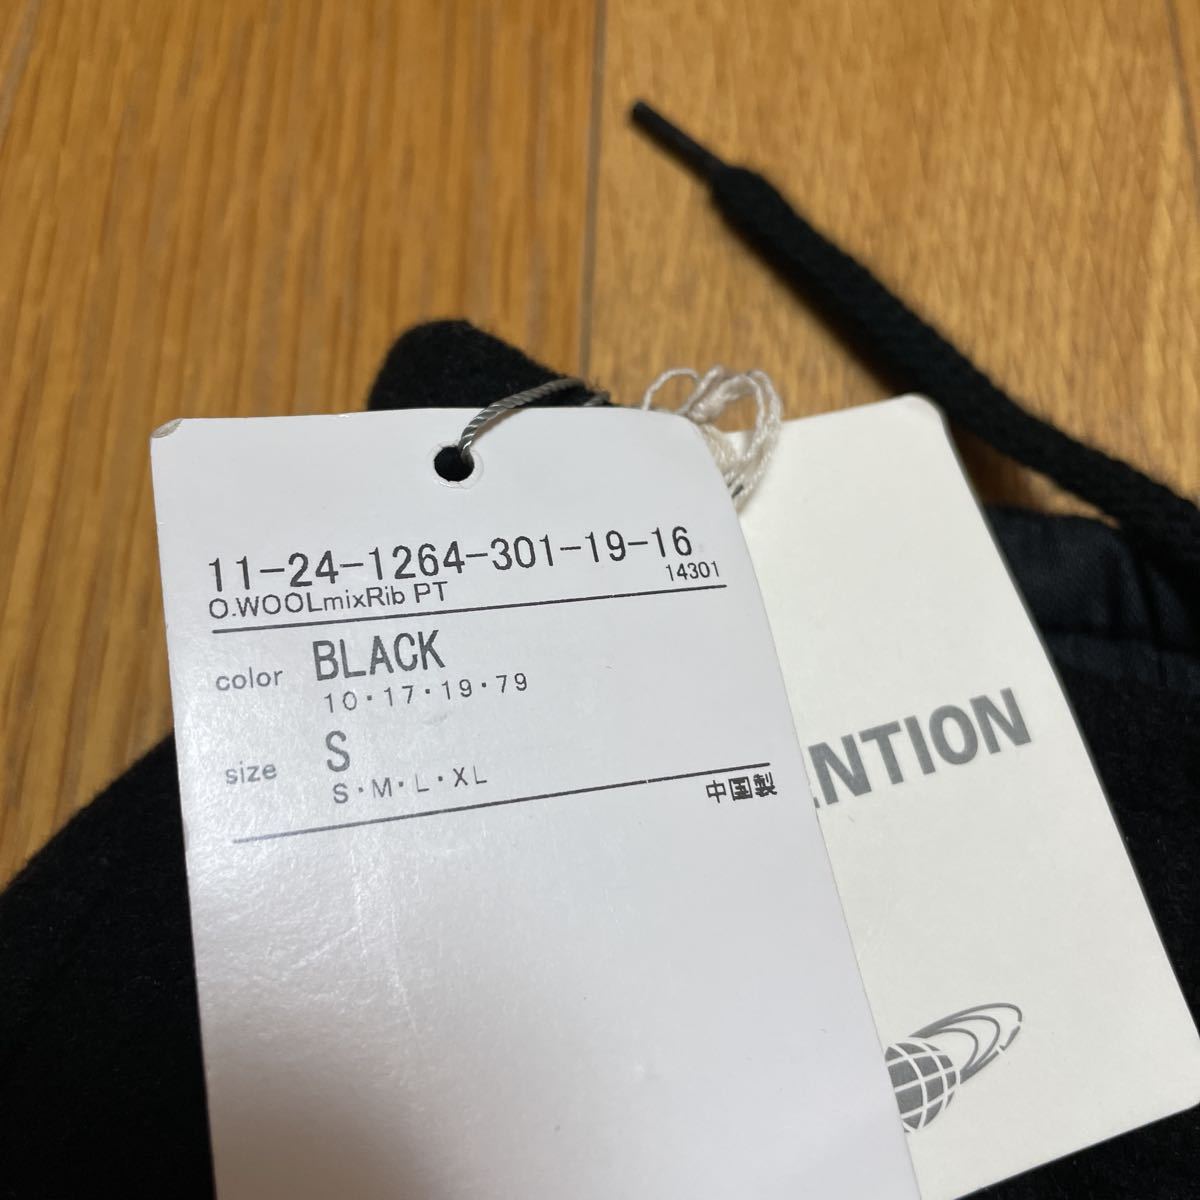 11-24-1264-301-19-16
O.WOOLmixRib PT 14301
color BLACK
10・17・19・79
size S
S・M・L・XL
中国製
ENTION